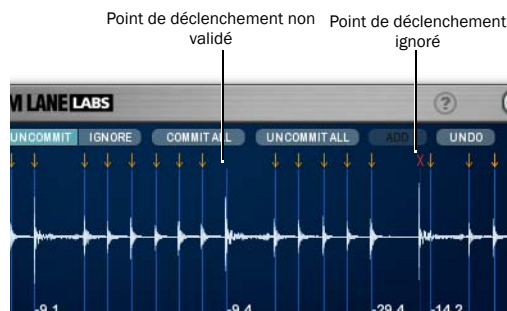 Point de déclenchement non
validé
Point de déclenchement
ignoré
M LANE LABS
?
UNCOMMIT IGNORE COMMIT ALL UNCOMMIT ALL ADD UNDO
X
-9.1 -9.4 -29.4 -14.2